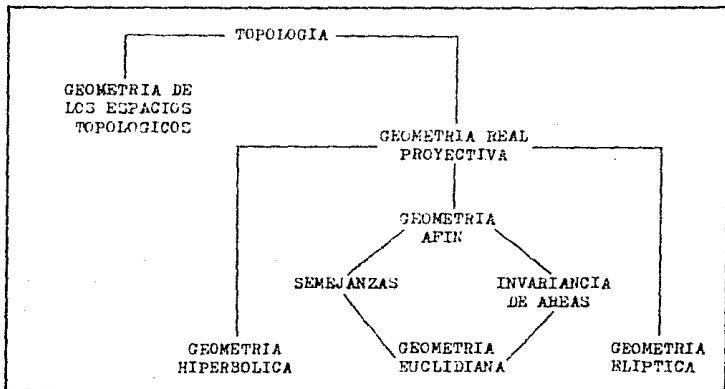 TOPOLOGIA
GEOMETRIA DE
LOS ESPACIOS
TOPOLOGICOS
GEOMETRIA REAL
PROYECTIVA
GEOMETRIA
AFIN
SEMEJANZAS
INVARIANCIA
DE AREAS
GEOMETRIA
HIPERBOLICA
GEOMETRIA
EUCLIDIANA
GEOMETRIA
ELIPTICA